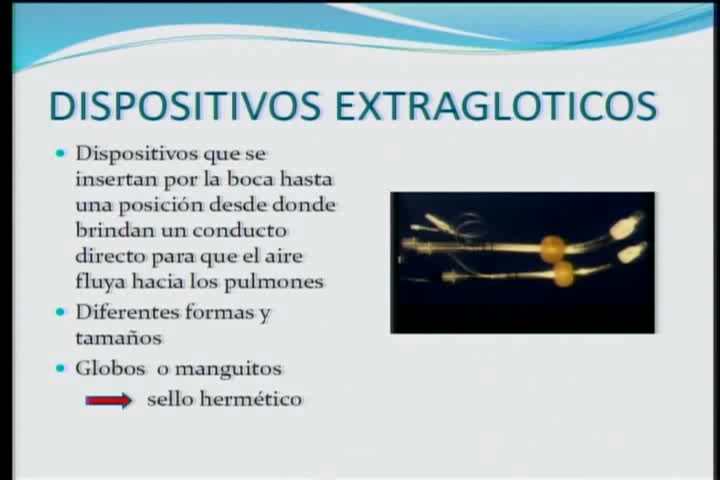 DISPOSITIVOS EXTRAGLOTICOS
Dispositivos que se
insertan por la boca hasta
una posición desde donde
brindan un conducto
directo para que el aire
fluya hacia los pulmones
Diferentes formas y
tamaños
Globos o manguitos
sello hermético